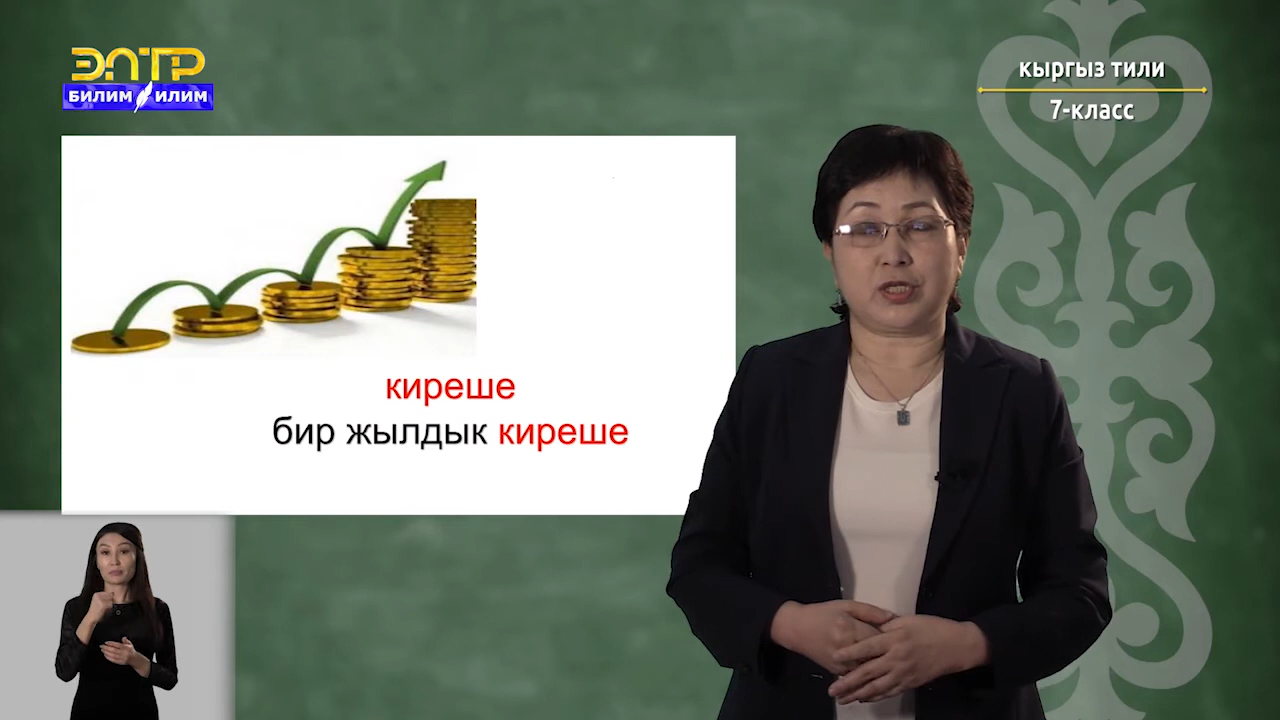 ЭЛТР
БИЛИМ ИЛИМ
кыргыз тили
7-класс
киреше
бир жылдык киреше